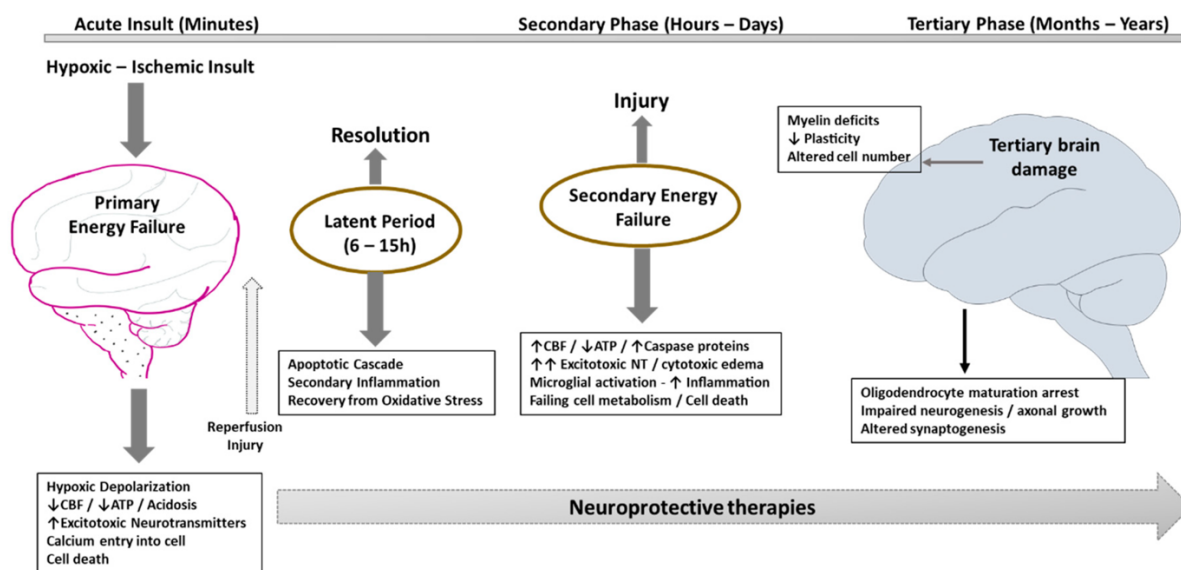 Acute Insult (Minutes)
Secondary Phase (Hours – Days)
Tertiary Phase (Months – Years)
Hypoxic – Ischemic Insult
Primary
Energy Failure
Reperfusion
Injury
Hypoxic Depolarization
↓CBF / ↓ATP / Acidosis
↑Excitotoxic Neurotransmitters
Calcium entry into cell
Cell death
Resolution
Latent Period
(6 – 15h)
Apoptotic Cascade
Secondary Inflammation
Recovery from Oxidative Stress
Injury
Secondary Energy
Failure
↑CBF / ↓ATP / ↑Caspase proteins
↑↑ Excitotoxic NT / cytotoxic edema
Microglial activation - ↑ Inflammation
Failing cell metabolism / Cell death
Myelin deficits
↓ Plasticity
Altered cell number
Tertiary brain
damage
Oligodendrocyte maturation arrest
Impaired neurogenesis / axonal growth
Altered synaptogenesis
Neuroprotective therapies